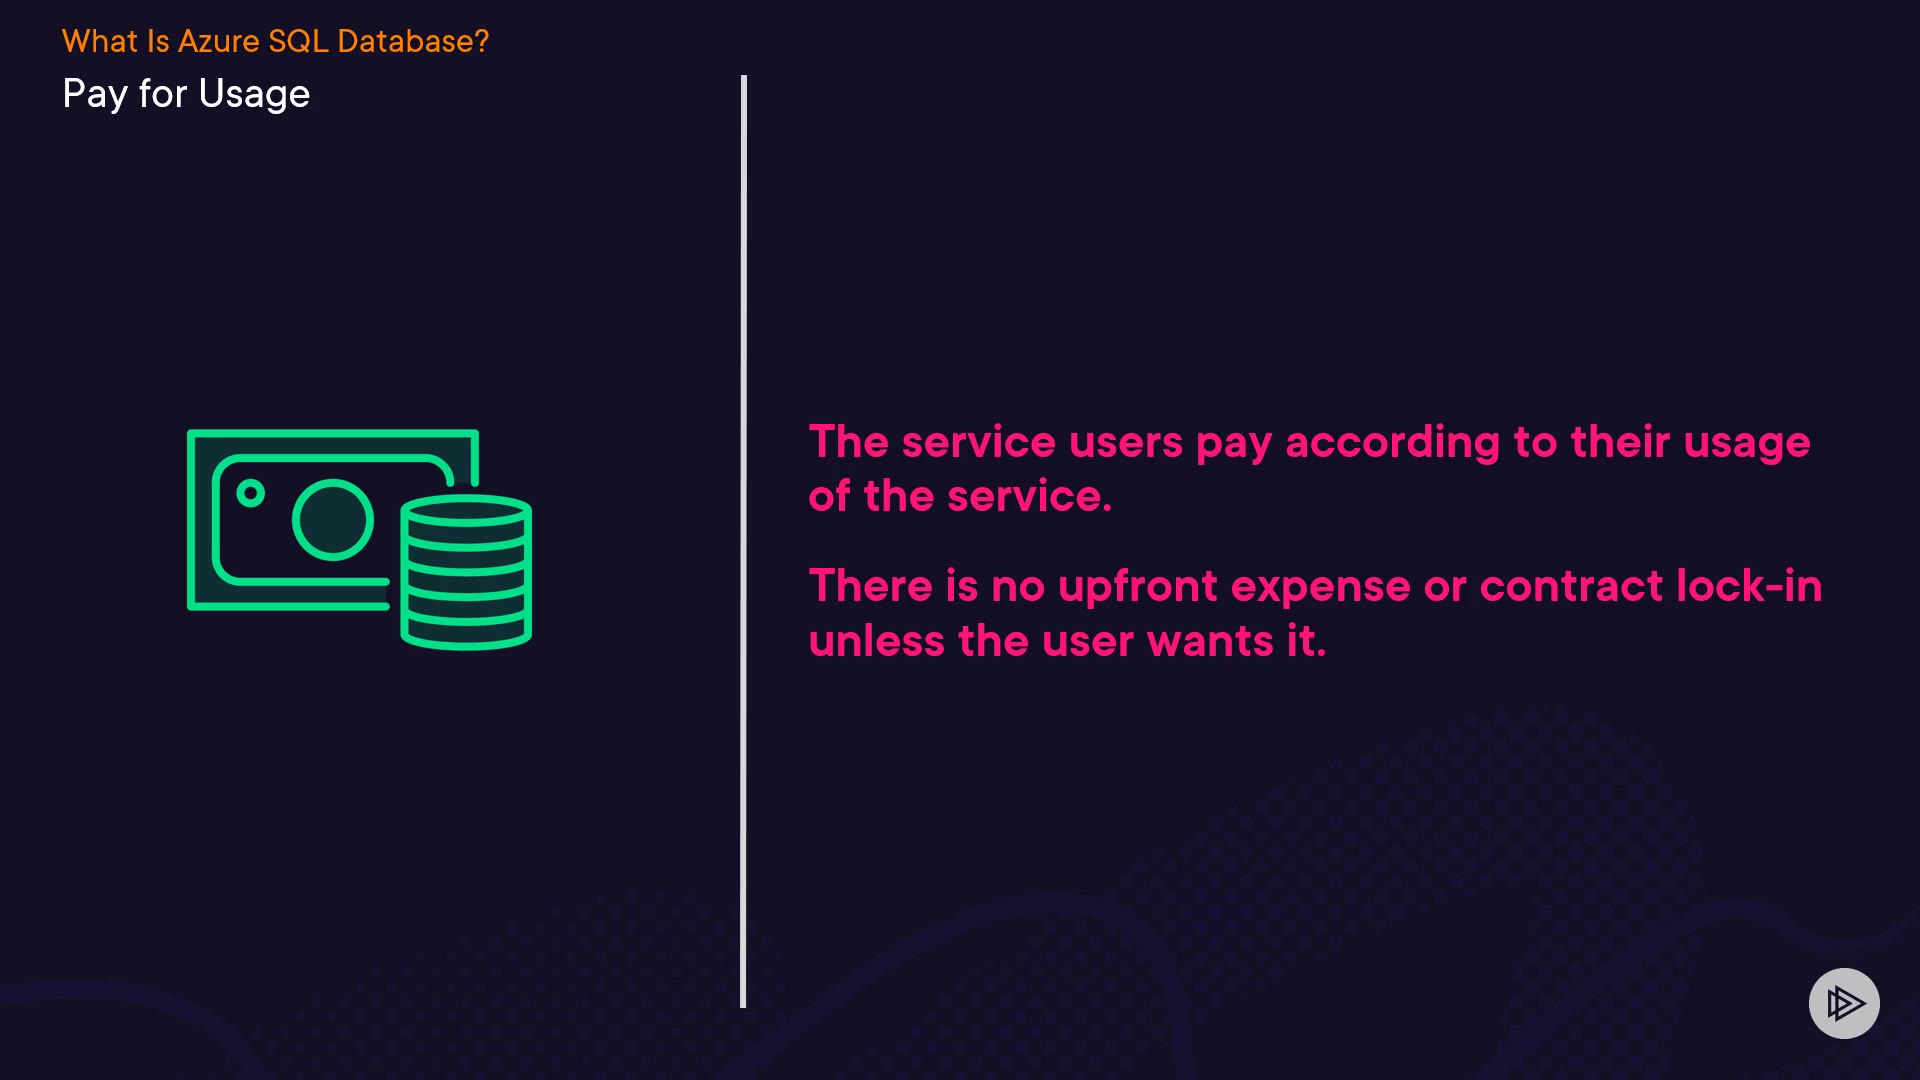 What Is Azure SQL Database?
Pay for Usage
The service users pay according to their usage
of the service.
There is no upfront expense or contract lock-in
unless the user wants it.